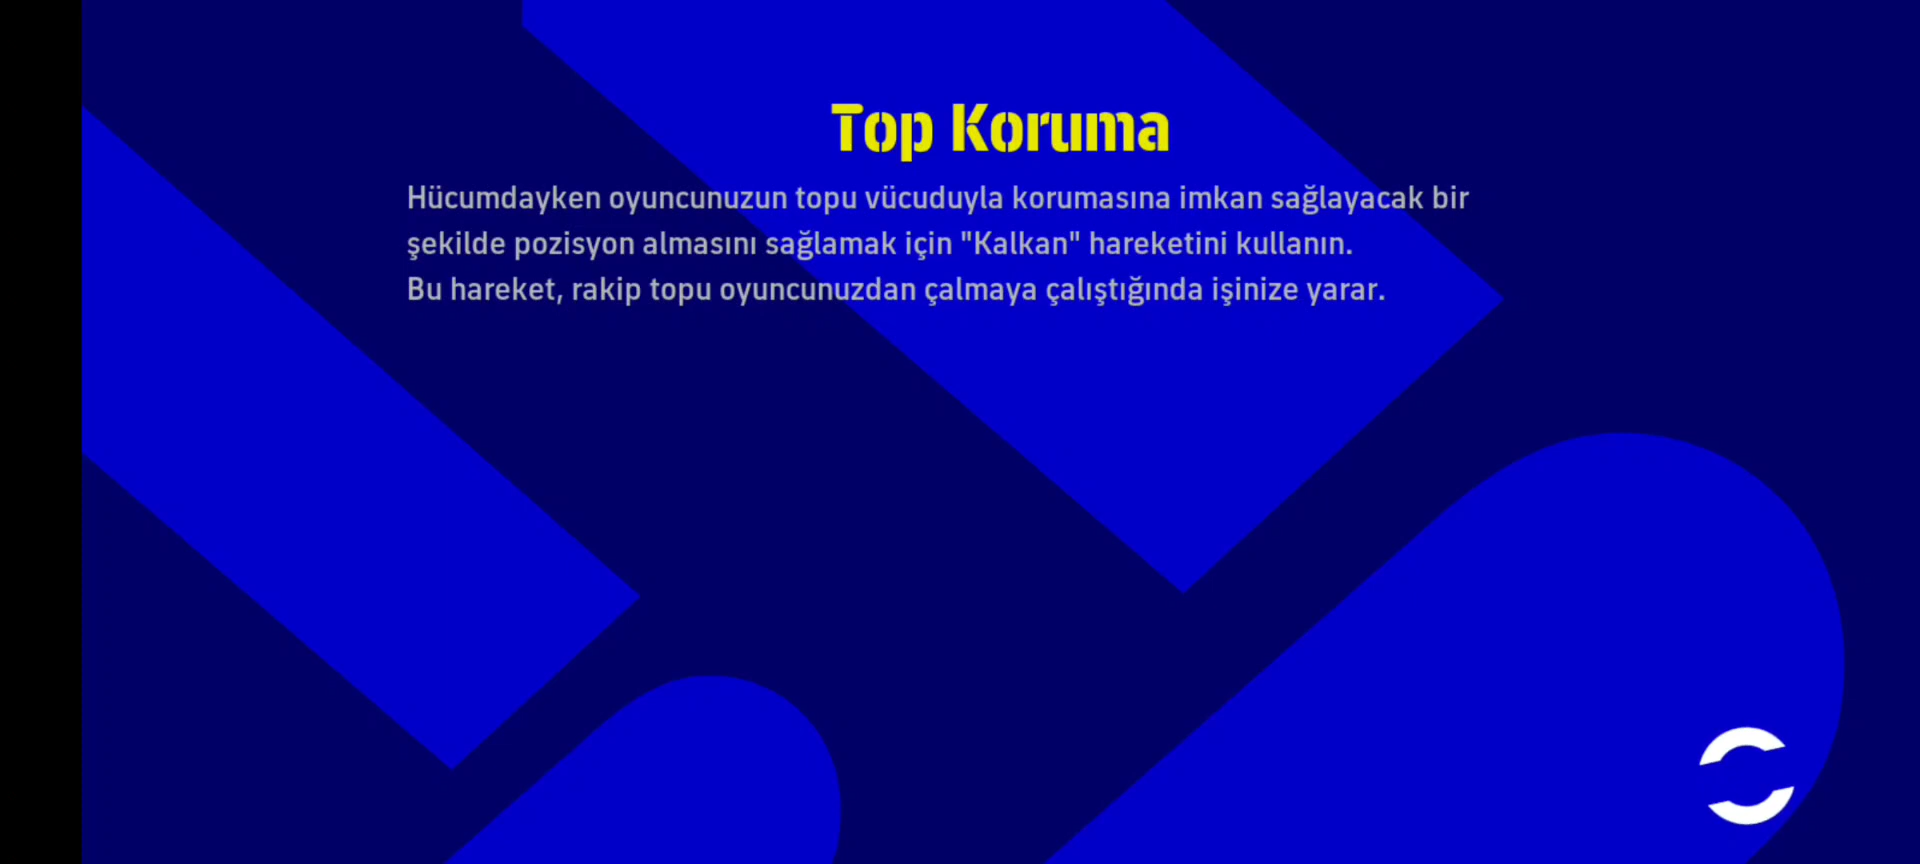 Top Koruma
Hücumdayken oyuncunuzun topu vücuduyla korumasına imkan sağlayacak bir
şekilde pozisyon almasını sağlamak için "Kalkan" hareketini kullanın.
Bu hareket, rakip topu oyuncunuzdan çalmaya çalıştığında işinize yarar.